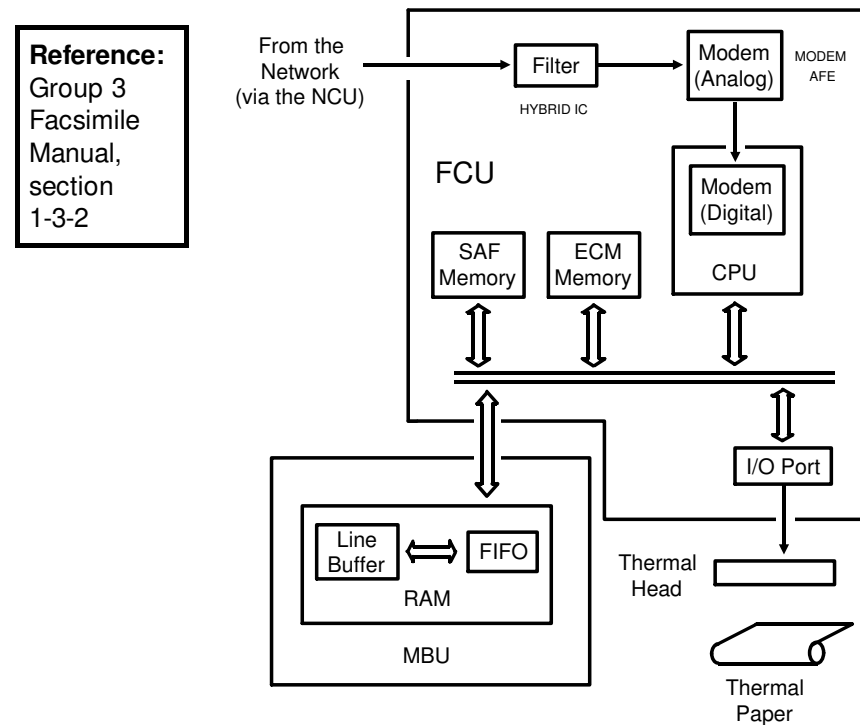 Reference:
Group 3
Facsimile
Manual,
section
1-3-2
From the
Network
(via the NCU)
Filter
HYBRID IC
Modem
(Analog)
MODEM
AFE
FCU
Modem
(Digital)
CPU
SAF
Memory
ECM
Memory
I/O Port
Line
Buffer
FIFO
RAM
MBU
Thermal
Head
Thermal
Paper